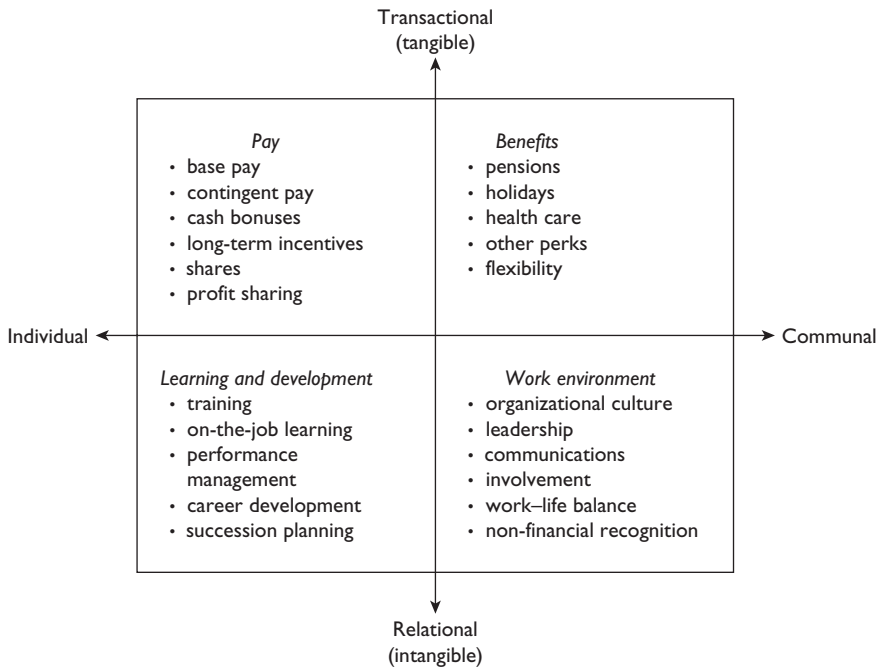 Transactional
(tangible)
Pay
• base pay
• contingent pay
• cash bonuses
• long-term incentives
• shares
• profit sharing
Benefits
• pensions
• holidays
• health care
• other perks
• flexibility
Individual
Communal
Learning and development
• training
• on-the-job learning
• performance
management
• career development
• succession planning
Work environment
• organizational culture
• leadership
• communications
• involvement
• work–life balance
• non-financial recognition
Relational
(intangible)